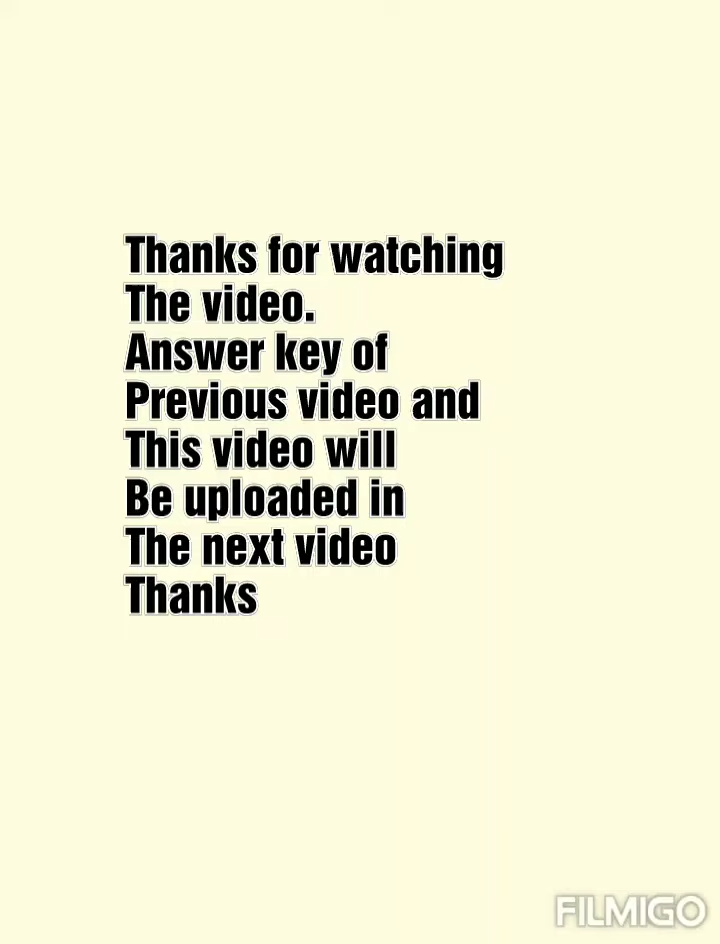 Thanks for watching
The video.
Answer key of
Previous video and
This video will
Be uploaded in
The next video
Thanks
FILMIGO